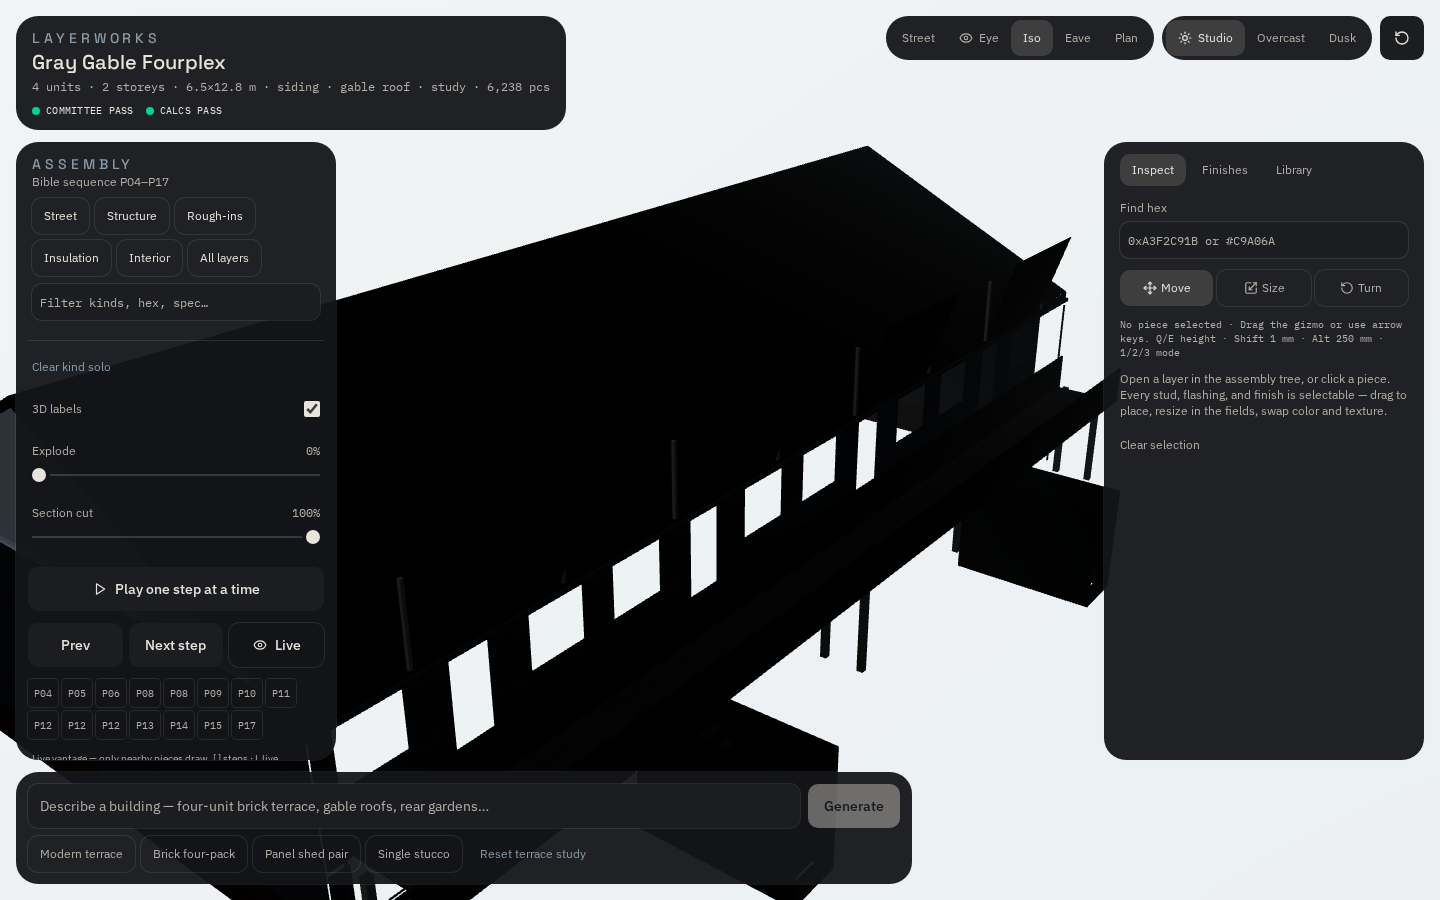 LAYERWORKS
Gray Gable Fourplex
4 units · 2 storeys · 6.5×12.8 m · siding · gable roof · study · 6,238 pcs
COMMITTEE PASS CALCS PASS
Street Eye Iso Eave Plan
Studio Overcast Dusk
ASSEMBLY
Bible sequence P04–P17
Street Structure Rough-ins
Insulation Interior All layers
Filter kinds, hex, spec…
Clear kind solo
3D labels
Explode 0%
Section cut 100%
Play one step at a time
Prev Next step Live
P04 P05 P06 P08 P08 P09 P10 P11
P12 P12 P12 P13 P14 P15 P17
Live vantage — only nearby pieces draw. [ ] steps · L live
Inspect Finishes Library
Find hex
0xA3F2C91B or #C9A06A
Move Size Turn
No piece selected · Drag the gizmo or use arrow
keys. Q/E height · Shift 1 mm · Alt 250 mm ·
1/2/3 mode
Open a layer in the assembly tree, or click a piece.
Every stud, flashing, and finish is selectable — drag to
place, resize in the fields, swap color and texture.
Clear selection
Describe a building — four-unit brick terrace, gable roofs, rear gardens…
Generate
Modern terrace Brick four-pack Panel shed pair Single stucco Reset terrace study